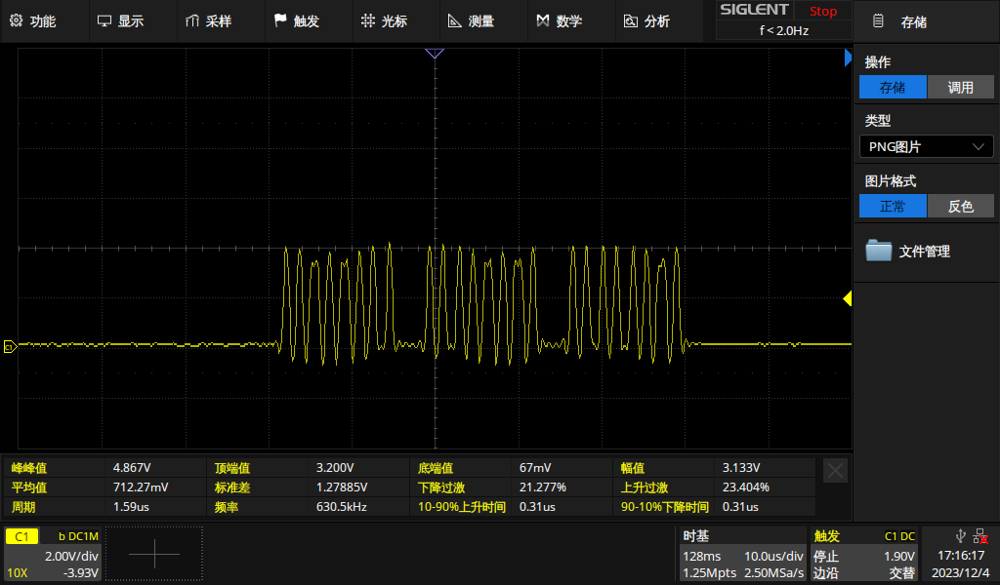 功能 显示 采样 触发 光标 测量 数学 分析 SIGLENT Stop 存储
f < 2.0Hz
操作
存储 调用
类型
PNG图片
图片格式
正常 反色
文件管理
C1
峰峰值 4.867V 顶端值 3.200V 底端值 67mV 幅值 3.133V
平均值 712.27mV 标准差 1.27885V 下降过激 21.277% 上升过激 23.404%
周期 1.59us 频率 630.5kHz 10-90%上升时间 0.31us 90-10%下降时间 0.31us
C1 b DC1M 时基 触发 C1 DC
2.00V/div 128ms 10.0us/div 停止 1.90V 17:16:17
10X -3.93V 1.25Mpts 2.50MSa/s 边沿 交替 2023/12/4